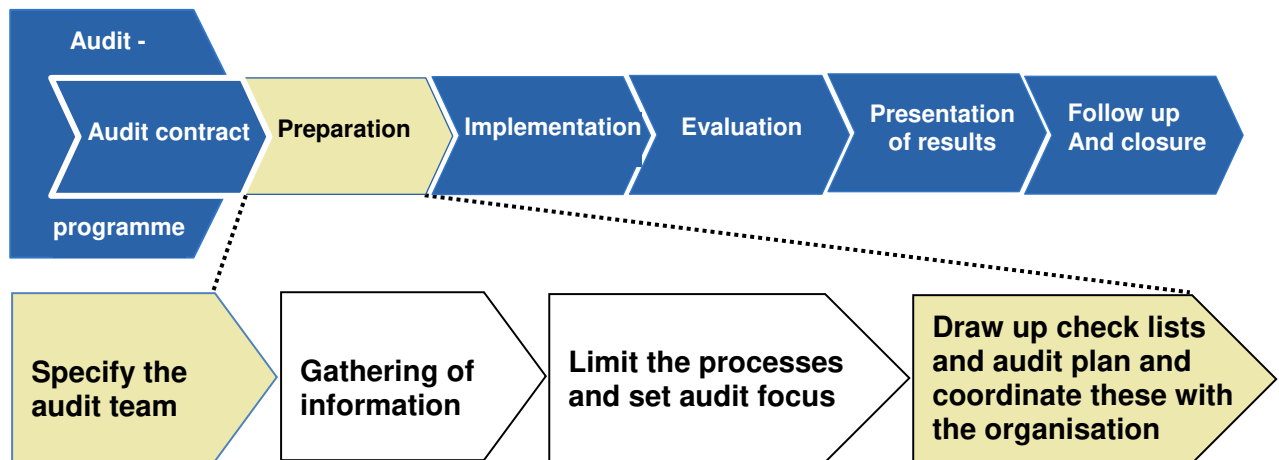 Audit -
programme
Audit contract
Preparation
Implementation
Evaluation
Presentation
of results
Follow up
And closure
Specify the
audit team
Gathering of
information
Limit the processes
and set audit focus
Draw up check lists
and audit plan and
coordinate these with
the organisation